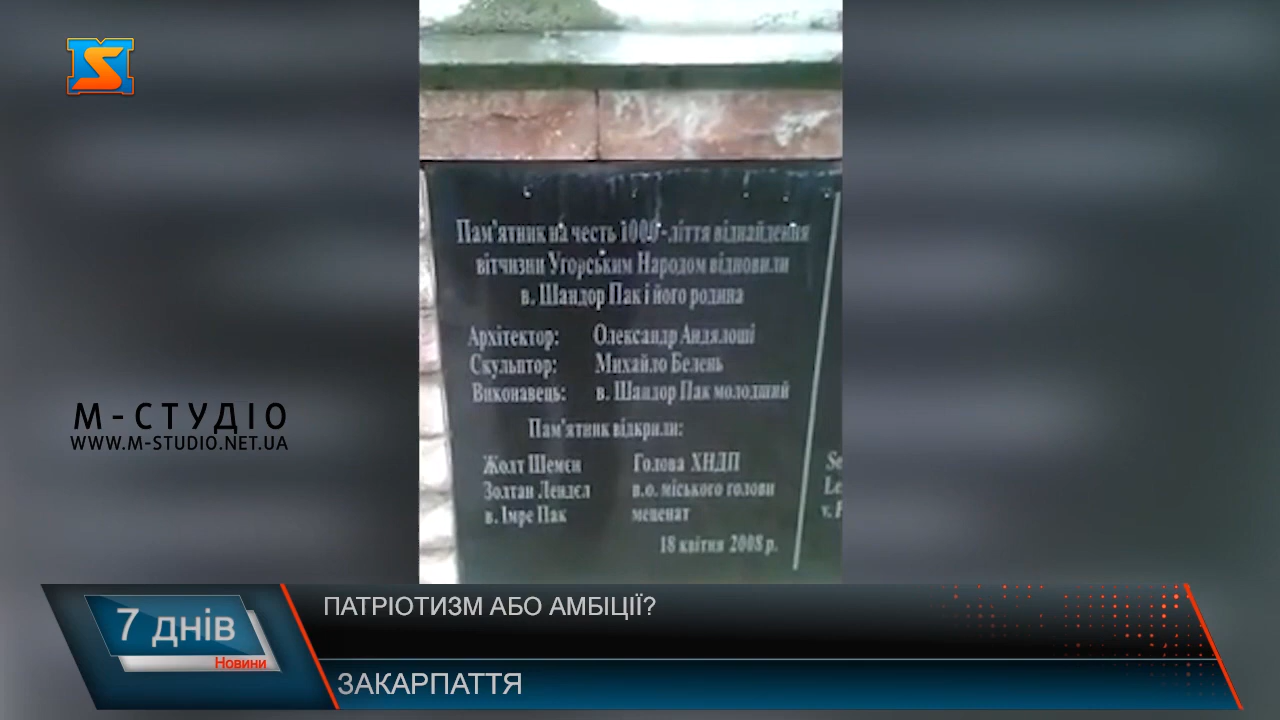 Пам'ятник на честь 1000-ліття віднайдення
вітчизни Угорським Народом відновили
в. Шандор Пак і його родина
Архітектор: Олександр Андялоші
Скульптор: Михайло Белень
Виконавець: в. Шандор Пак молодший
Пам'ятник відкрили:
Жолт Шемєн Голова ХНДП
Золтан Лендєл в.о. міського голови
в. Імре Пак меценат
18 квітня 2008 р.
М-СТУДІО
WWW.M-STUDIO.NET.UA
7 днів
Новини
ПАТРІОТИЗМ АБО АМБІЦІЇ?
ЗАКАРПАТТЯ